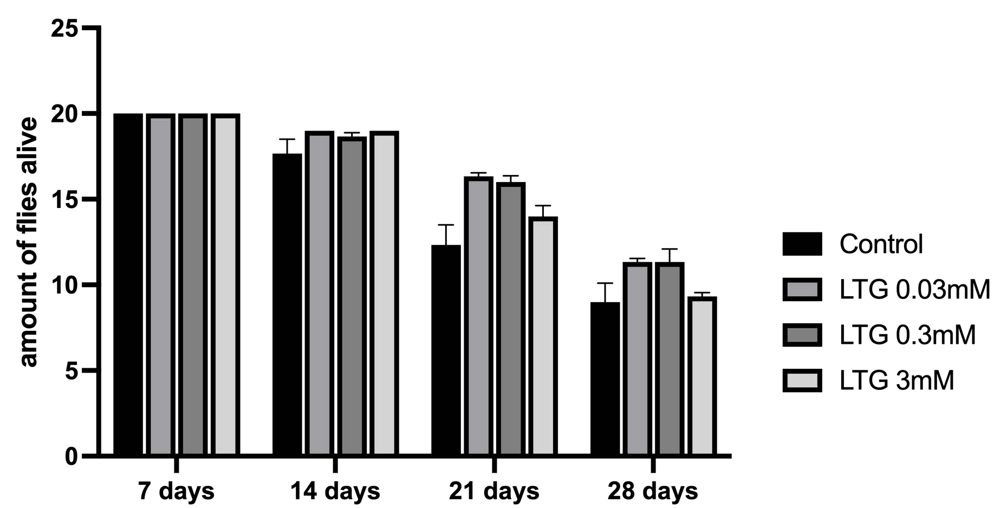 amount of flies alive
25
20
15
10
5
0
7 days
14 days
21 days
28 days
Control
LTG 0.03mM
LTG 0.3mM
LTG 3mM